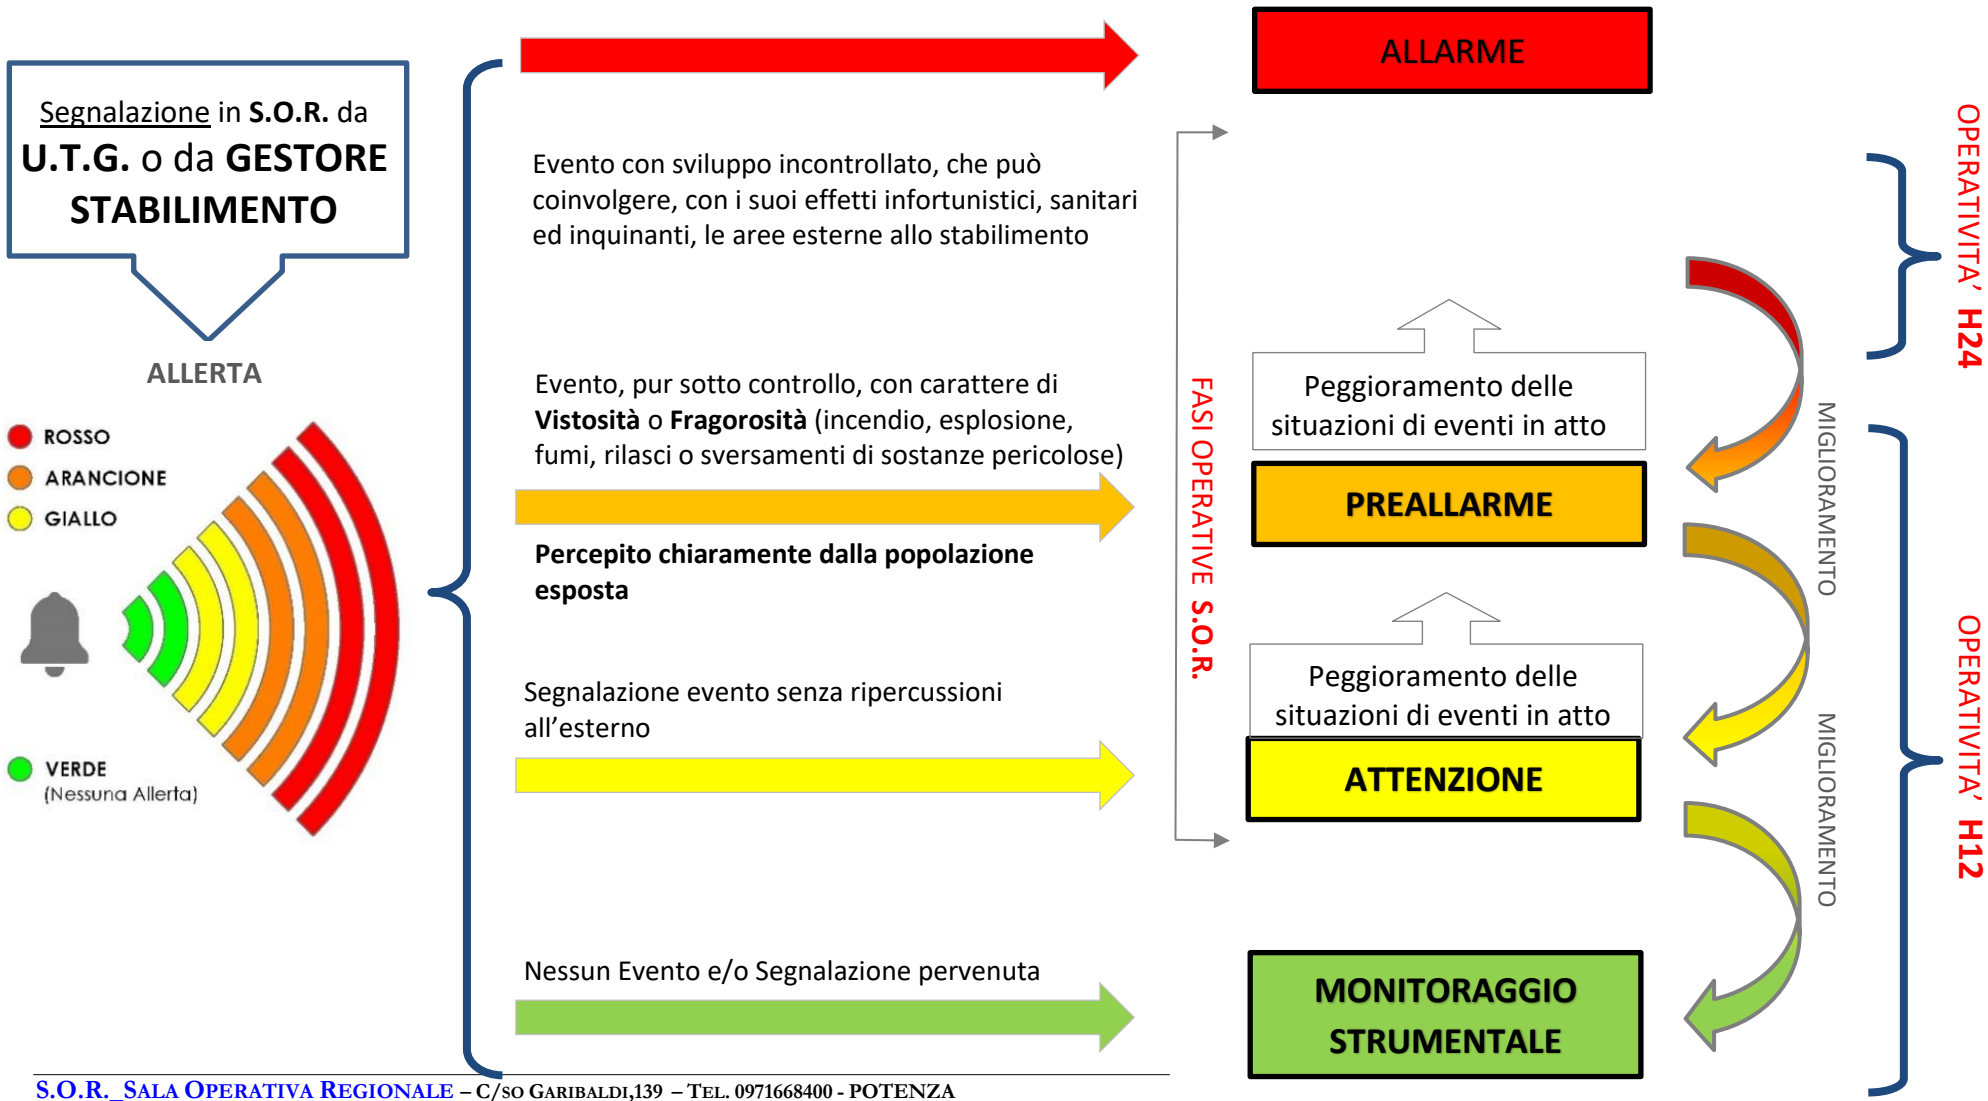 Segnalazione in S.O.R. da
U.T.G. o da GESTORE
STABILIMENTO
ALLERTA
ROSSO
ARANCIONE
GIALLO
VERDE
(Nessuna Allerta)
Evento con sviluppo incontrollato, che può
coinvolgere, con i suoi effetti infortunistici, sanitari
ed inquinanti, le aree esterne allo stabilimento
Evento, pur sotto controllo, con carattere di
Vistosità o Fragorosità (incendio, esplosione,
fumi, rilasci o sversamenti di sostanze pericolose)
Percepito chiaramente dalla popolazione
esposta
Segnalazione evento senza ripercussioni
all'esterno
Nessun Evento e/o Segnalazione pervenuta
FASI OPERATIVE S.O.R.
ALLARME
Peggioramento delle
situazioni di eventi in atto
PREALLARME
Peggioramento delle
situazioni di eventi in atto
ATTENZIONE
MONITORAGGIO
STRUMENTALE
MIGLIORAMENTO
MIGLIORAMENTO
OPERATIVITA' H24
OPERATIVITA' H12
S.O.R._SALA OPERATIVA REGIONALE – C/SO GARIBALDI,139 – TEL. 0971668400 - POTENZA